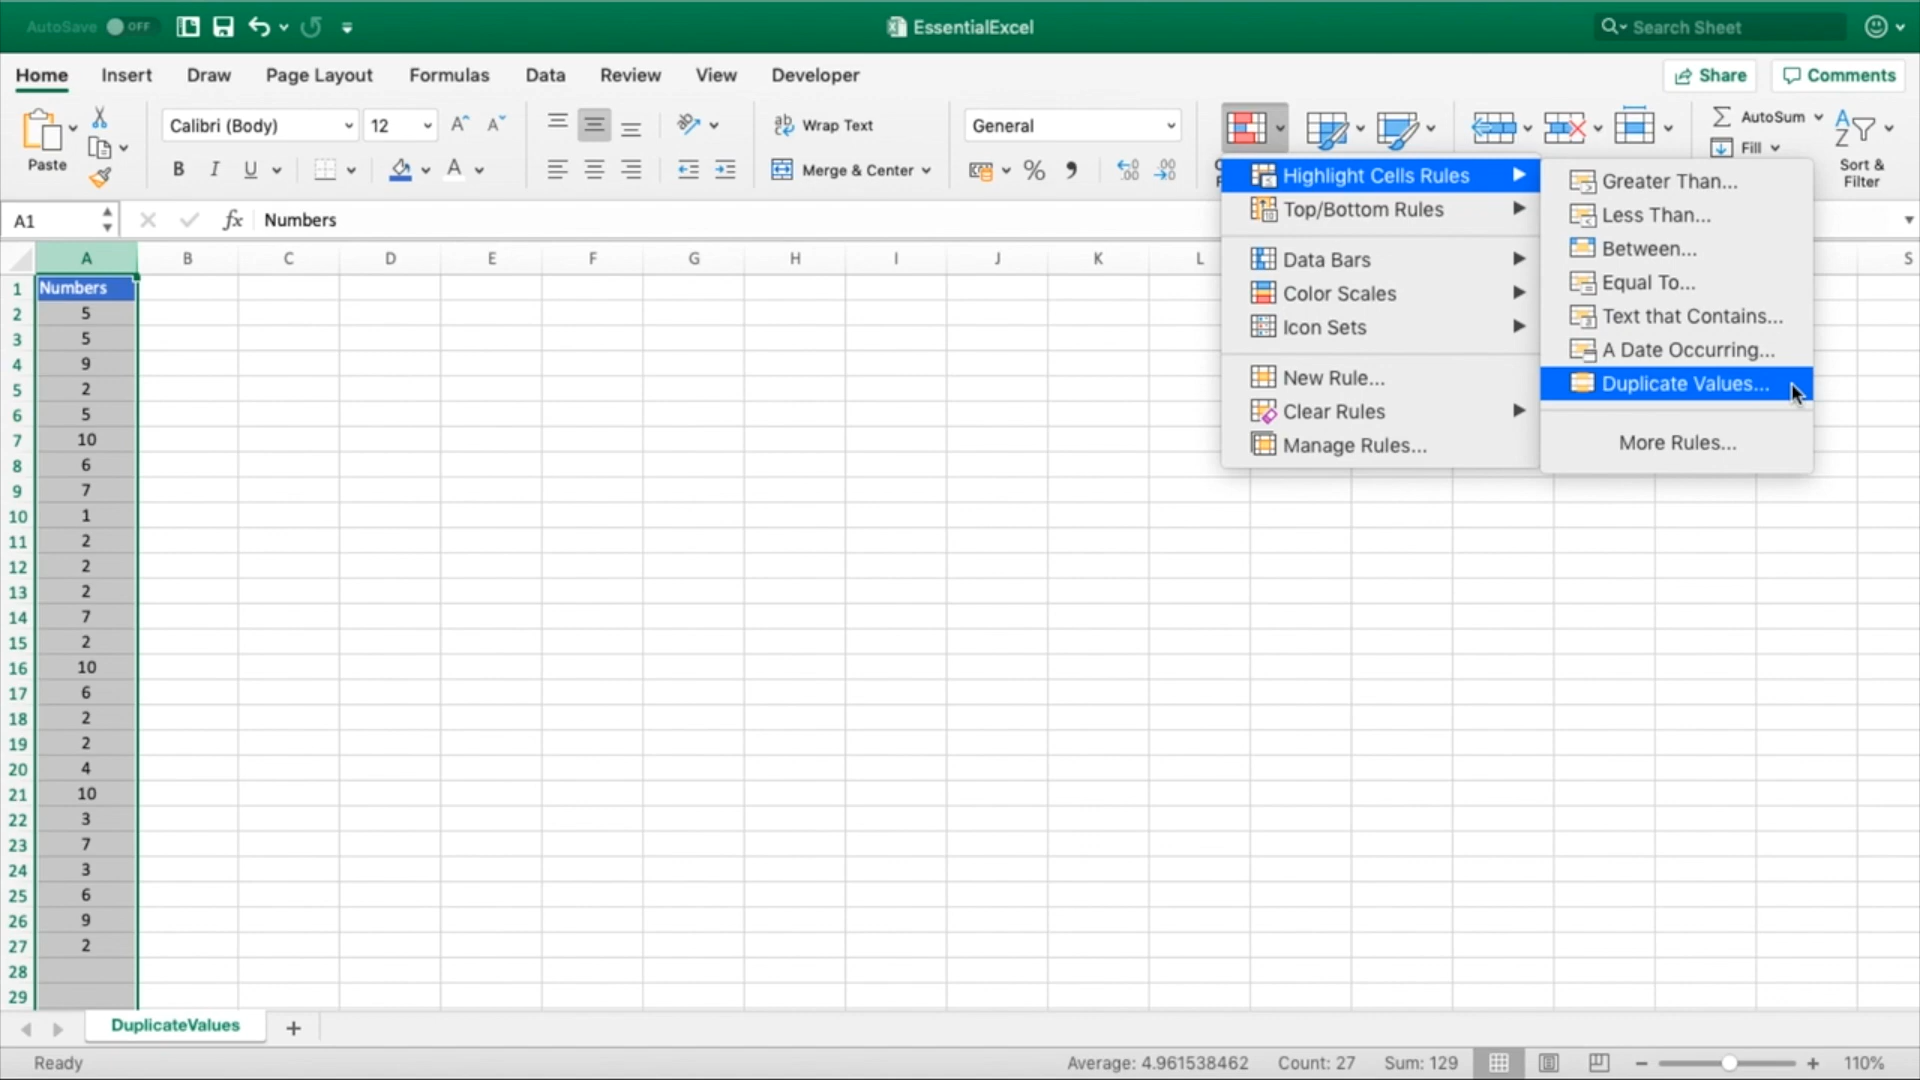 AutoSave OFF
EssentialExcel
Search Sheet
Home Insert Draw Page Layout Formulas Data Review View Developer
Share Comments
Paste
Calibri (Body) 12
B I U
Wrap Text
Merge & Center
General
AutoSum
Fill
Sort &
Filter
A1 fx Numbers
Highlight Cells Rules
Top/Bottom Rules
Data Bars
Color Scales
Icon Sets
New Rule...
Clear Rules
Manage Rules...
Greater Than...
Less Than...
Between...
Equal To...
Text that Contains...
A Date Occurring...
Duplicate Values...
More Rules...
A B C D E F G H I J K L S
1 Numbers
2 5
3 5
4 9
5 2
6 5
7 10
8 6
9 7
10 1
11 2
12 2
13 2
14 7
15 2
16 10
17 6
18 2
19 2
20 4
21 10
22 3
23 7
24 3
25 6
26 9
27 2
28
29
DuplicateValues
Ready
Average: 4.961538462 Count: 27 Sum: 129
110%